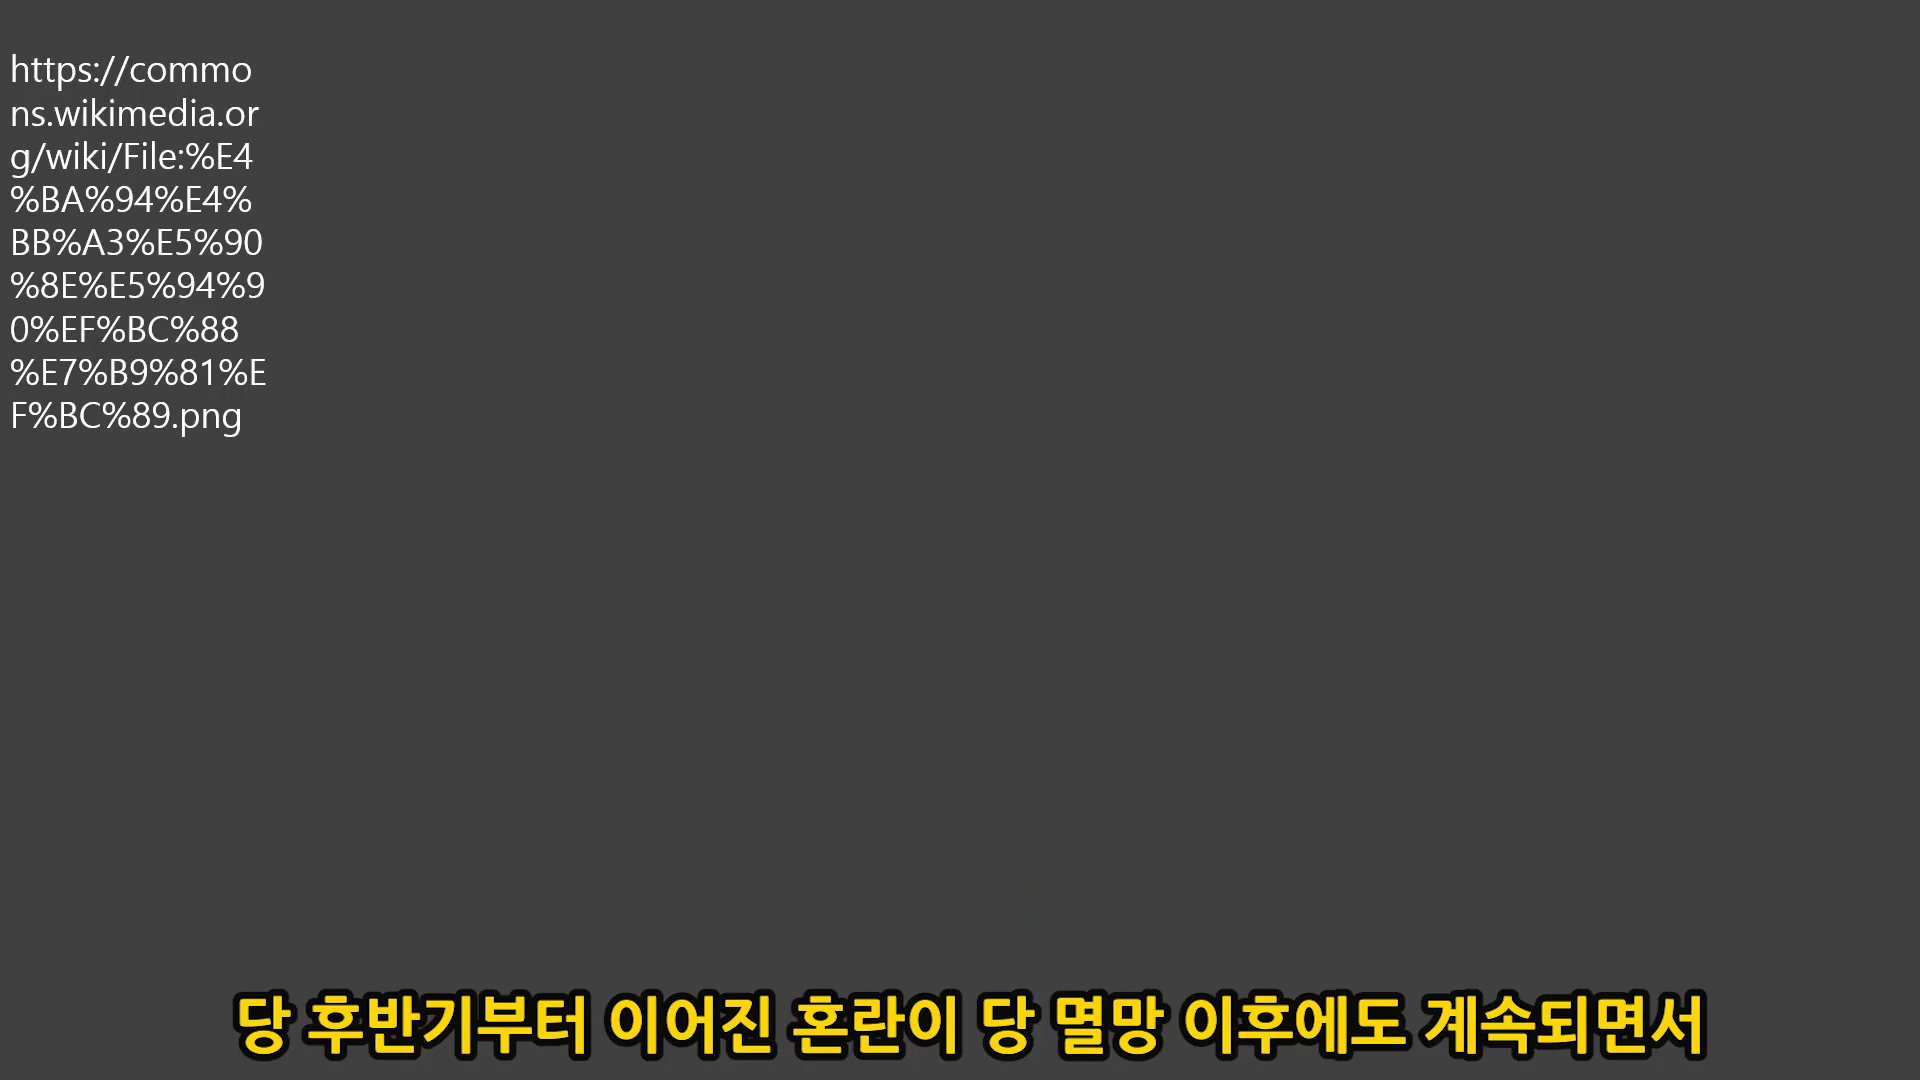 https://commo
ns.wikimedia.or
g/wiki/File:%E4
%BA%94%E4%
BB%A3%E5%90
%8E%E5%94%9
0%EF%BC%88
%E7%B9%81%E
F%BC%89.png
당 후반기부터 이어진 혼란이 당 멸망 이후에도 계속되면서